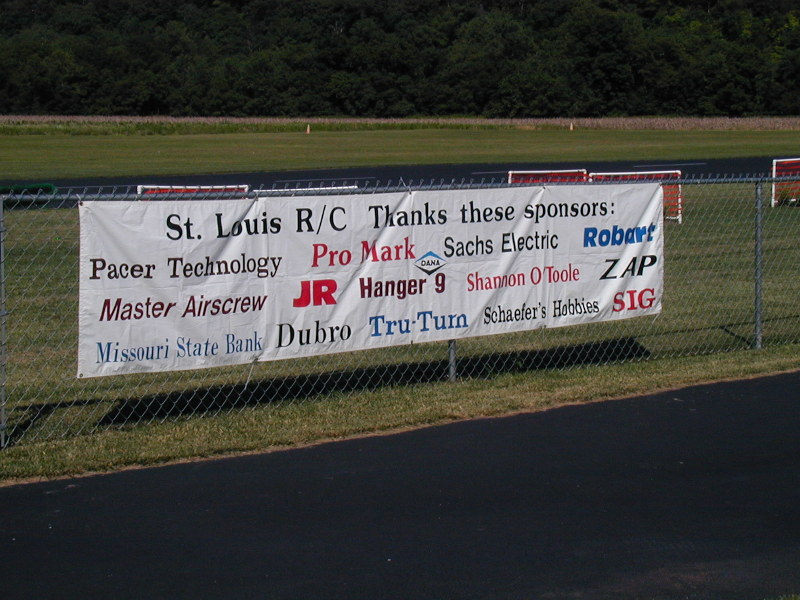 St. Louis R/C Thanks these sponsors:
Pacer Technology Pro Mark DANA Sachs Electric Robart
Master Airscrew JR Hanger 9 Shannon O'Toole ZAP
Missouri State Bank Dubro Tru-Turn Schaefer's Hobbies SIG